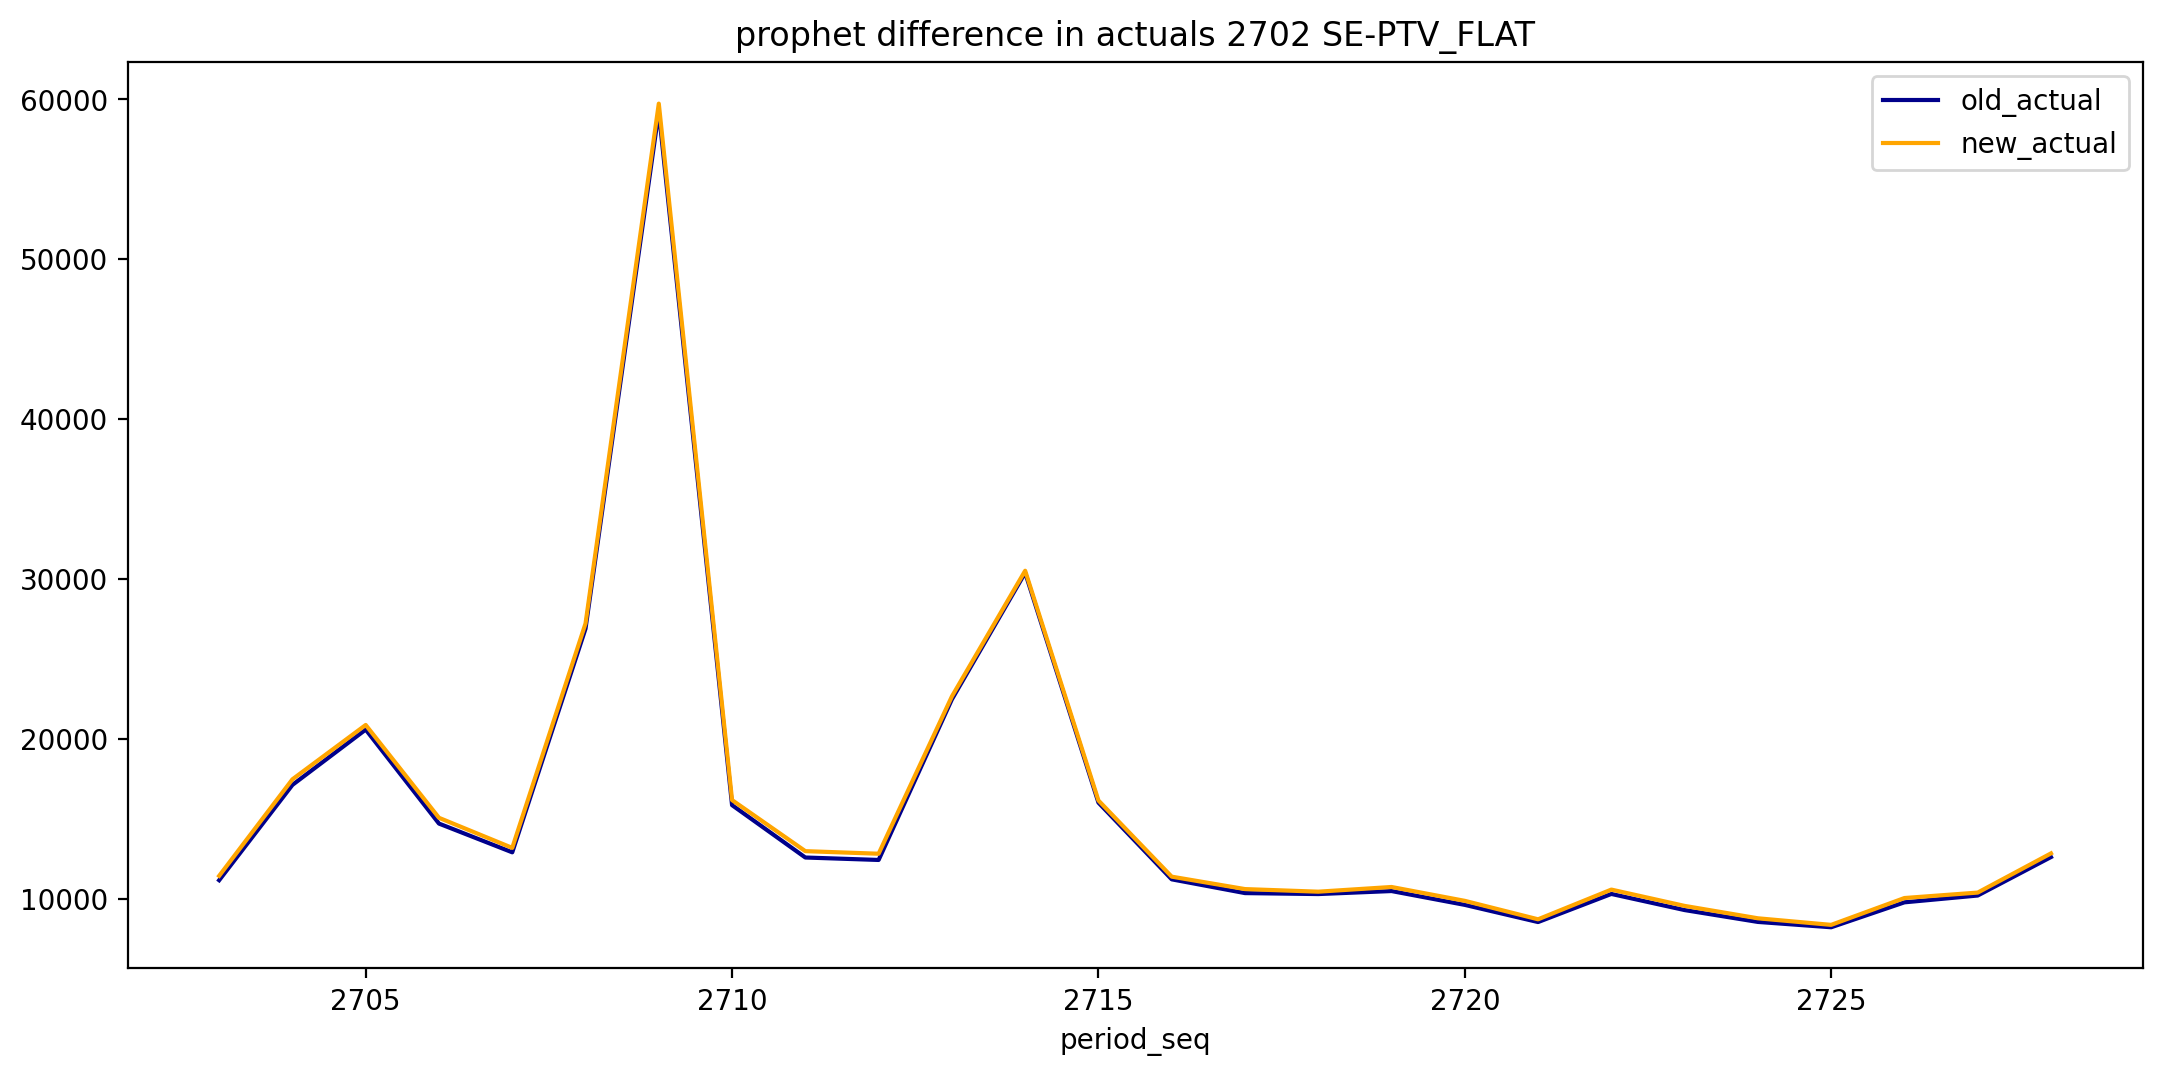 prophet difference in actuals 2702 SE-PTV_FLAT
old_actual
new_actual
60000
50000
40000
30000
20000
10000
2705 2710 2715 2720 2725
period_seq